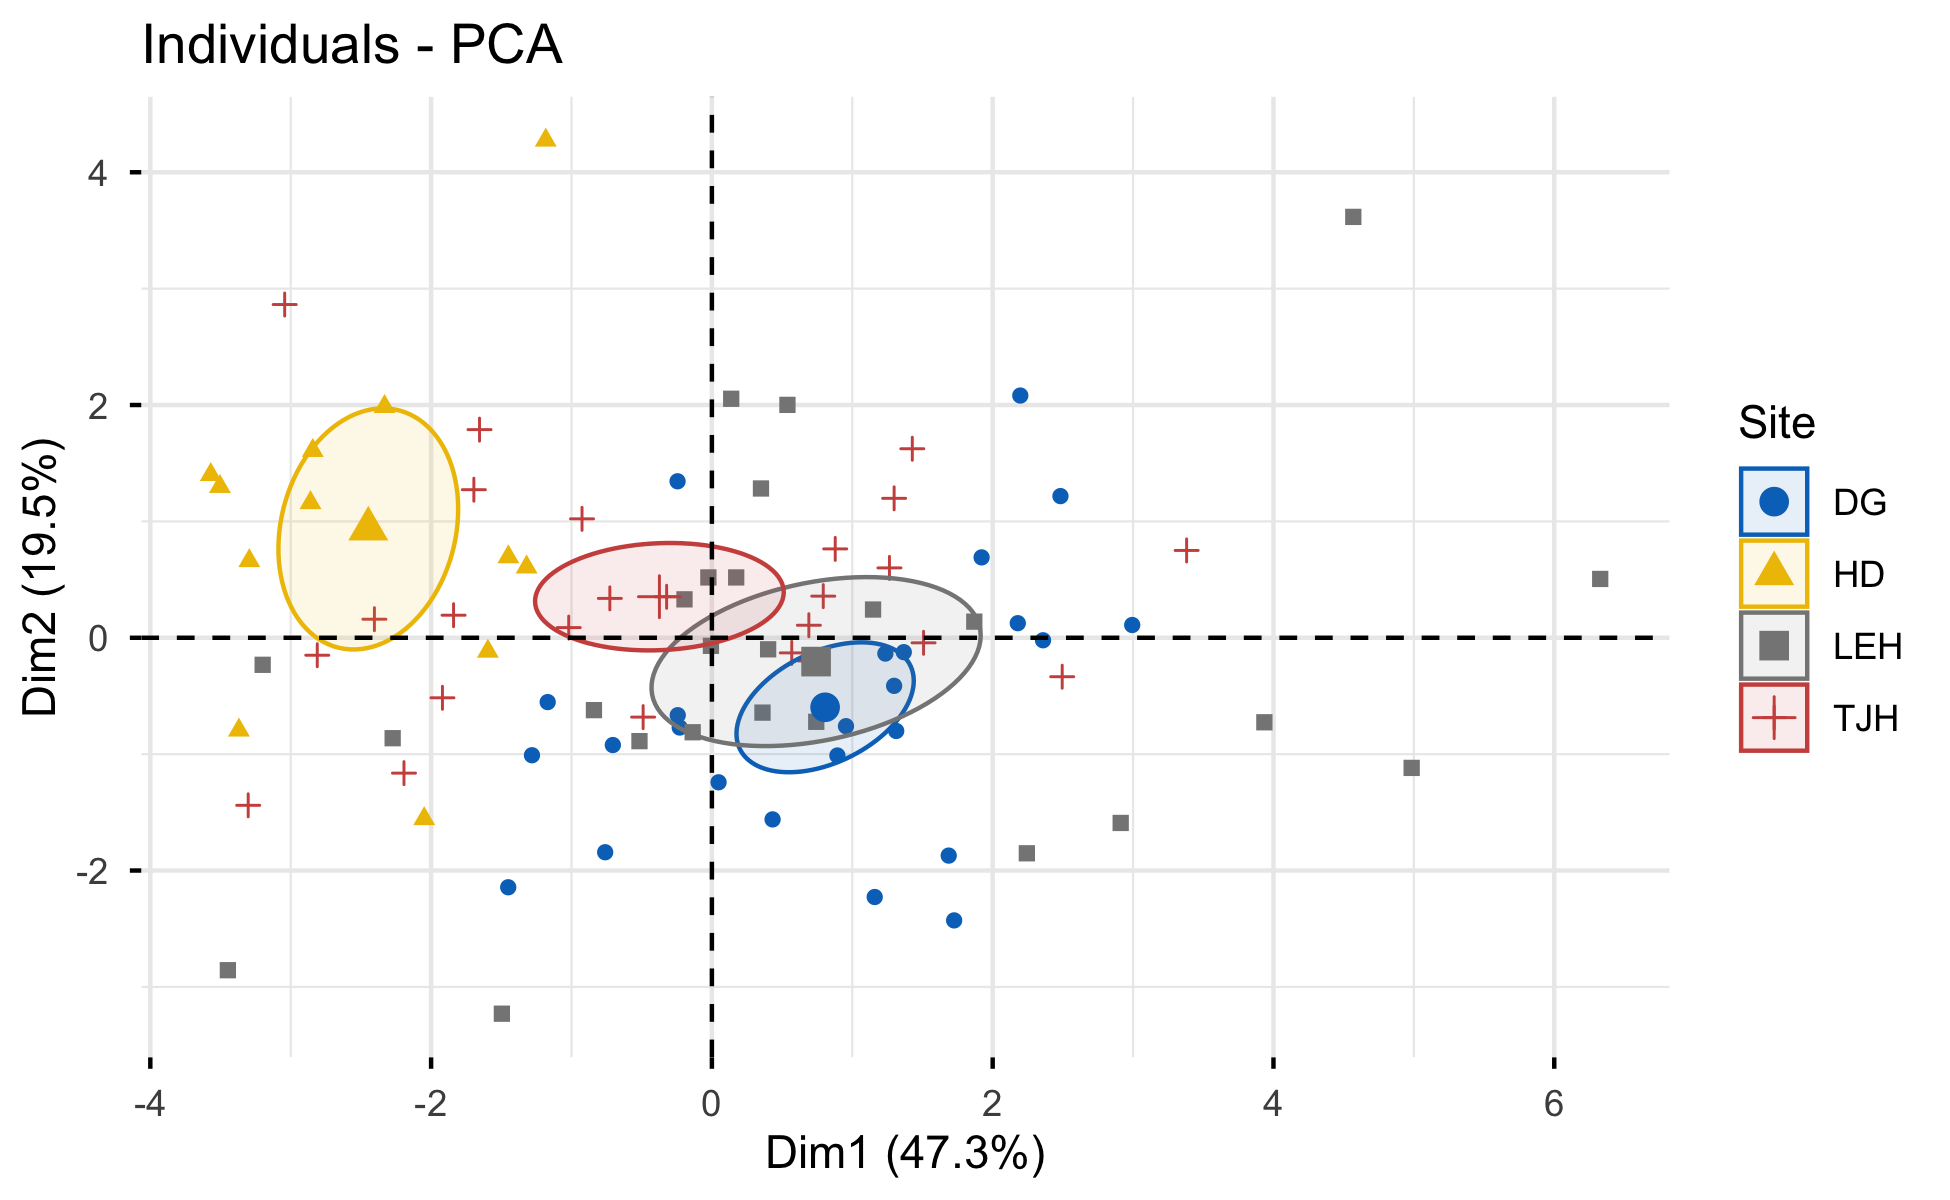 Individuals - PCA
4
2
0
-2
Dim2 (19.5%)
-4
-2
0
2
4
6
Dim1 (47.3%)
Site
DG
HD
LEH
TJH